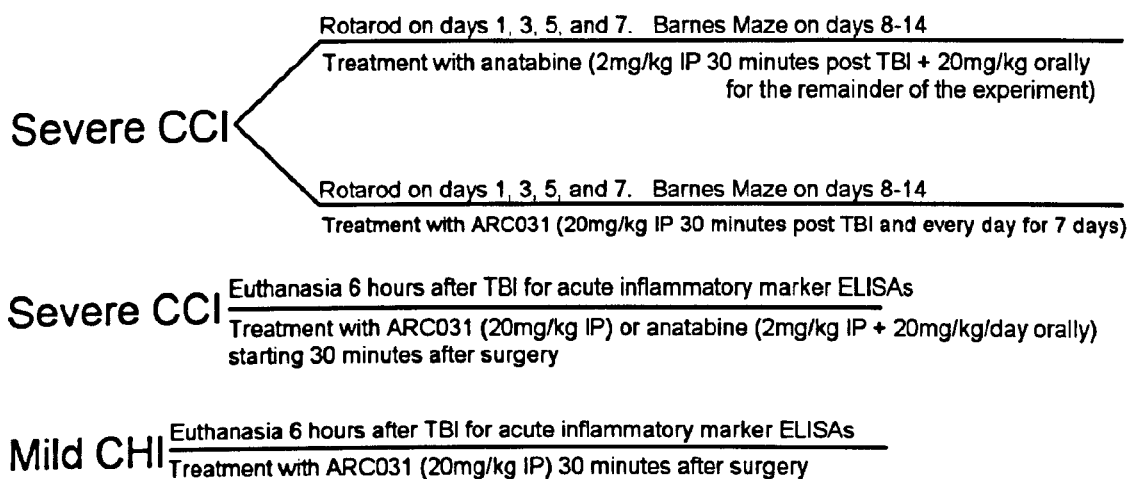 Rotarod on days 1, 3, 5, and 7. Barnes Maze on days 8-14
Treatment with anatabine (2mg/kg IP 30 minutes post TBI + 20mg/kg orally
for the remainder of the experiment)
Severe CCI
Rotarod on days 1, 3, 5, and 7. Barnes Maze on days 8-14
Treatment with ARC031 (20mg/kg IP 30 minutes post TBI and every day for 7 days)
Severe CCI
Euthanasia 6 hours after TBI for acute inflammatory marker ELISAs
Treatment with ARC031 (20mg/kg IP) or anatabine (2mg/kg IP + 20mg/kg/day orally)
starting 30 minutes after surgery
Mild CHI
Euthanasia 6 hours after TBI for acute inflammatory marker ELISAs
Treatment with ARC031 (20mg/kg IP) 30 minutes after surgery